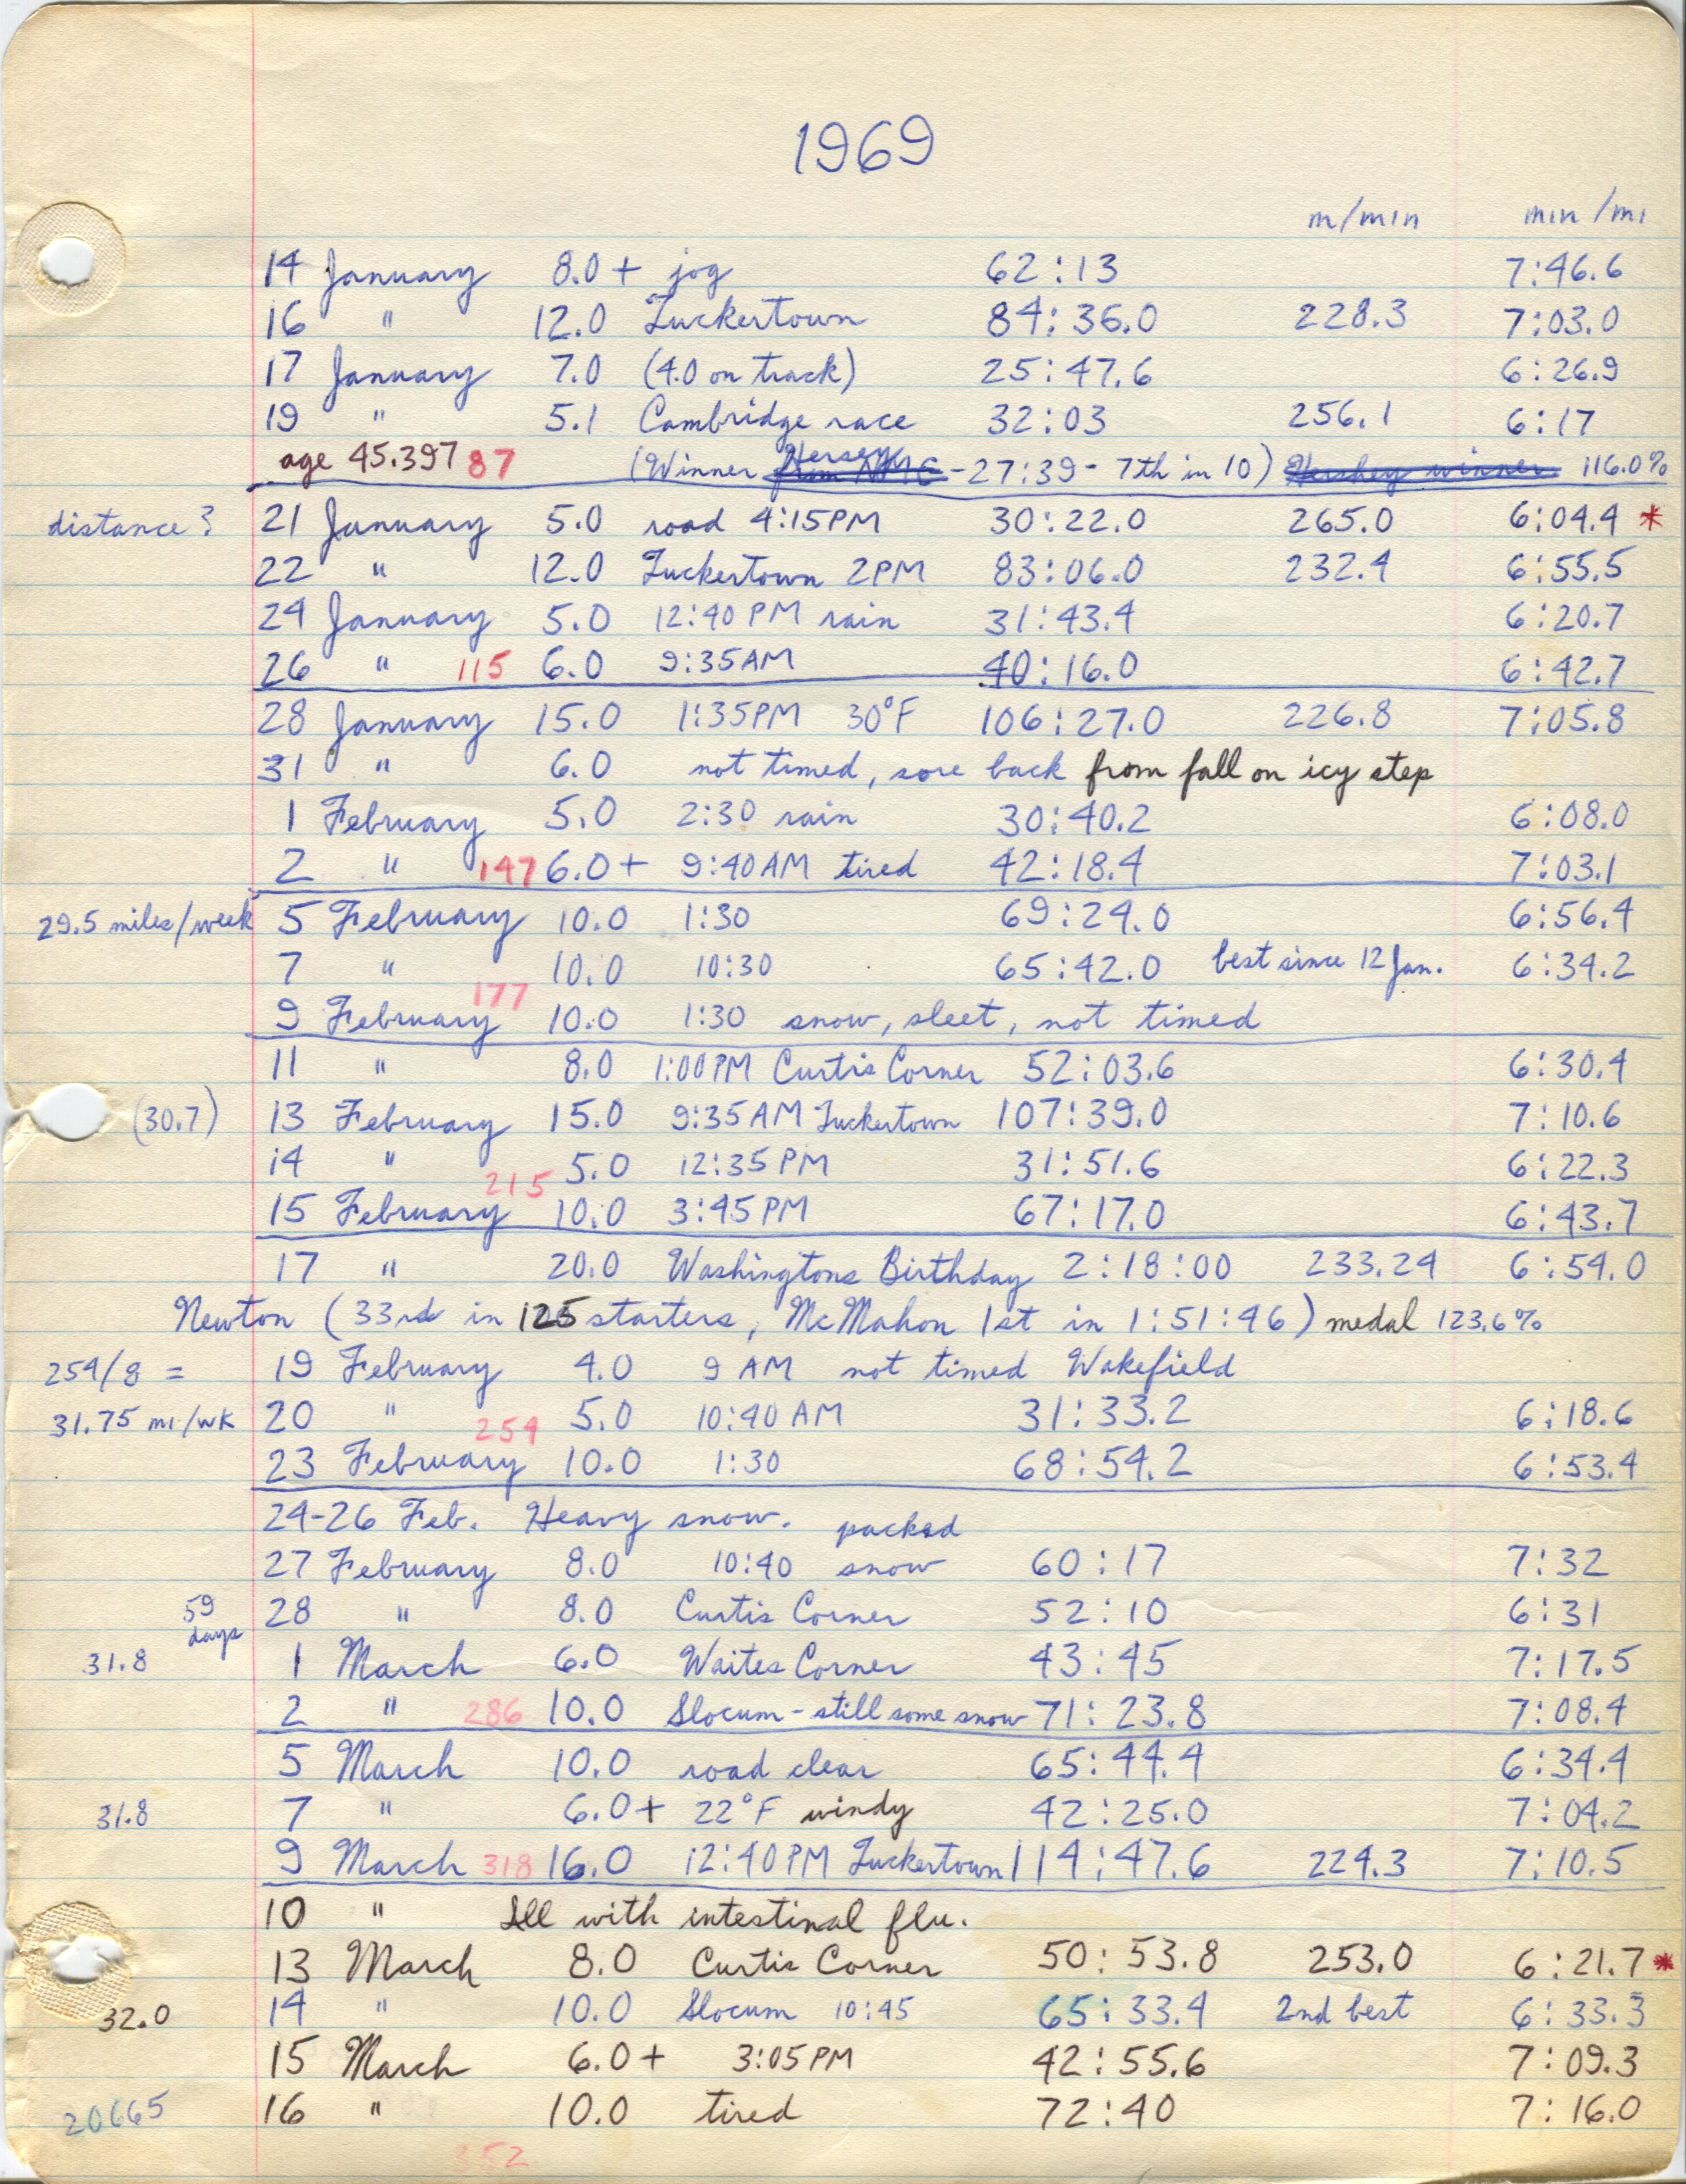 1969
m/min min/mi
14 January 8.0+ jog 62:13 7:46.6
16 " 12.0 Tuckertown 84:36.0 228.3 7:03.0
17 January 7.0 (4.0 on track) 25:47.6 6:26.9
19 " 5.1 Cambridge race 32:03 256.1 6:17
age 45.397 87 (Winner Hersey - 27:39 - 7th in 10) 116.0%
distance? 21 January 5.0 road 4:15PM 30:22.0 265.0 6:04.4 *
22 " 12.0 Tuckertown 2PM 83:06.0 232.4 6:55.5
24 January 5.0 12:40 PM rain 31:43.4 6:20.7
26 " 115 6.0 9:35AM 40:16.0 6:42.7
28 January 15.0 1:35PM 30°F 106:27.0 226.8 7:05.8
31 " 6.0 not timed, sore back from fall on icy step
1 February 5.0 2:30 rain 30:40.2 6:08.0
2 " 147 6.0+ 9:40AM tired 42:18.4 7:03.1
29.5 miles/week 5 February 10.0 1:30 69:24.0 6:56.4
7 " 10.0 10:30 65:42.0 best since 12 Jan. 6:34.2
177
9 February 10.0 1:30 snow, sleet, not timed
11 " 8.0 1:00PM Curtis Corner 52:03.6 6:30.4
(30.7) 13 February 15.0 9:35AM Tuckertown 107:39.0 7:10.6
14 " 5.0 12:35 PM 31:51.6 6:22.3
215
15 February 10.0 3:45PM 67:17.0 6:43.7
17 " 20.0 Washingtons Birthday 2:18:00 233.24 6:54.0
Newton (33rd in 125 starters, McMahon 1st in 1:51:46) medal 123.6%
254/8 = 19 February 4.0 9 AM not timed Wakefield
31.75 mi/wk 20 " 5.0 10:40 AM 31:33.2 6:18.6
254
23 February 10.0 1:30 68:54.2 6:53.4
24-26 Feb. Heavy snow.
27 February 8.0 10:40 packed snow 60:17 7:32
59 days 28 " 8.0 Curtis Corner 52:10 6:31
31.8 1 March 6.0 Waites Corner 43:45 7:17.5
2 " 286 10.0 Slocum - still some snow 71:23.8 7:08.4
5 March 10.0 road clear 65:44.4 6:34.4
31.8 7 " 6.0+ 22°F windy 42:25.0 7:04.2
9 March 318 16.0 12:40PM Tuckertown 114:47.6 224.3 7:10.5
10 " Ill with intestinal flu.
13 March 8.0 Curtis Corner 50:53.8 253.0 6:21.7 *
32.0 14 " 10.0 Slocum 10:45 65:33.4 2nd best 6:33.3
15 March 6.0+ 3:05PM 42:55.6 7:09.3
20665 16 " 10.0 tired 72:40 7:16.0
352